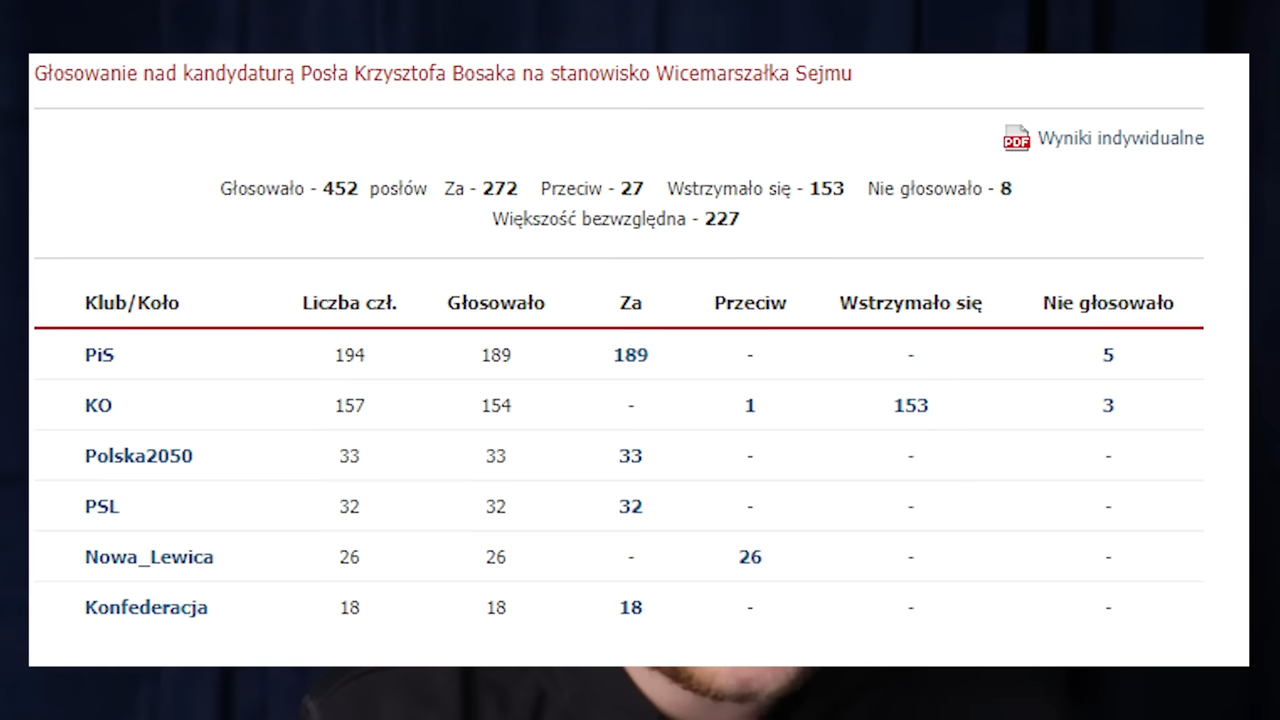 Głosowanie nad kandydaturą Posła Krzysztofa Bosaka na stanowisko Wicemarszałka Sejmu
PDF Wyniki indywidualne
Głosowało - 452 posłów Za - 272 Przeciw - 27 Wstrzymało się - 153 Nie głosowało - 8
Większość bezwzględna - 227
Klub/Koło Liczba czł. Głosowało Za Przeciw Wstrzymało się Nie głosowało
PiS 194 189 189 - - 5
KO 157 154 - 1 153 3
Polska2050 33 33 33 - - -
PSL 32 32 32 - - -
Nowa_Lewica 26 26 - 26 - -
Konfederacja 18 18 18 - - -